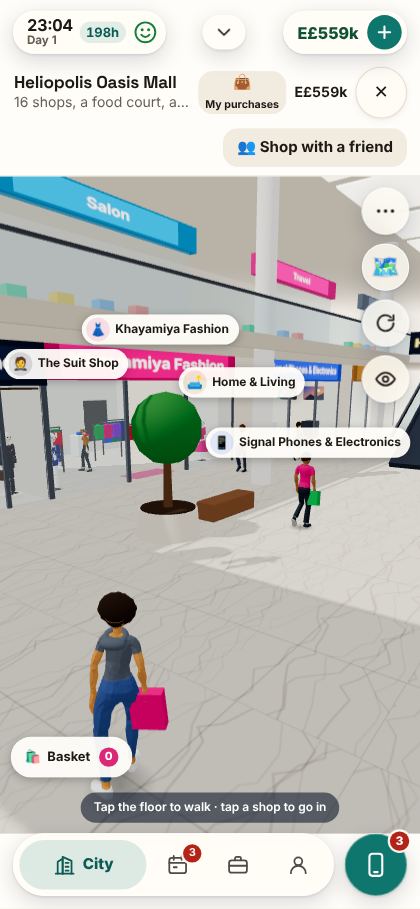 23:04
Day 1
198h
E£559k
Heliopolis Oasis Mall
16 shops, a food court, a...
My purchases
E£559k
Shop with a friend
Salon
Travel
Khayamiya Fashion
The Suit Shop
amiya Fashion
Home & Living
s & Electronics
Signal Phones & Electronics
Basket 0
Tap the floor to walk · tap a shop to go in
City
3
3